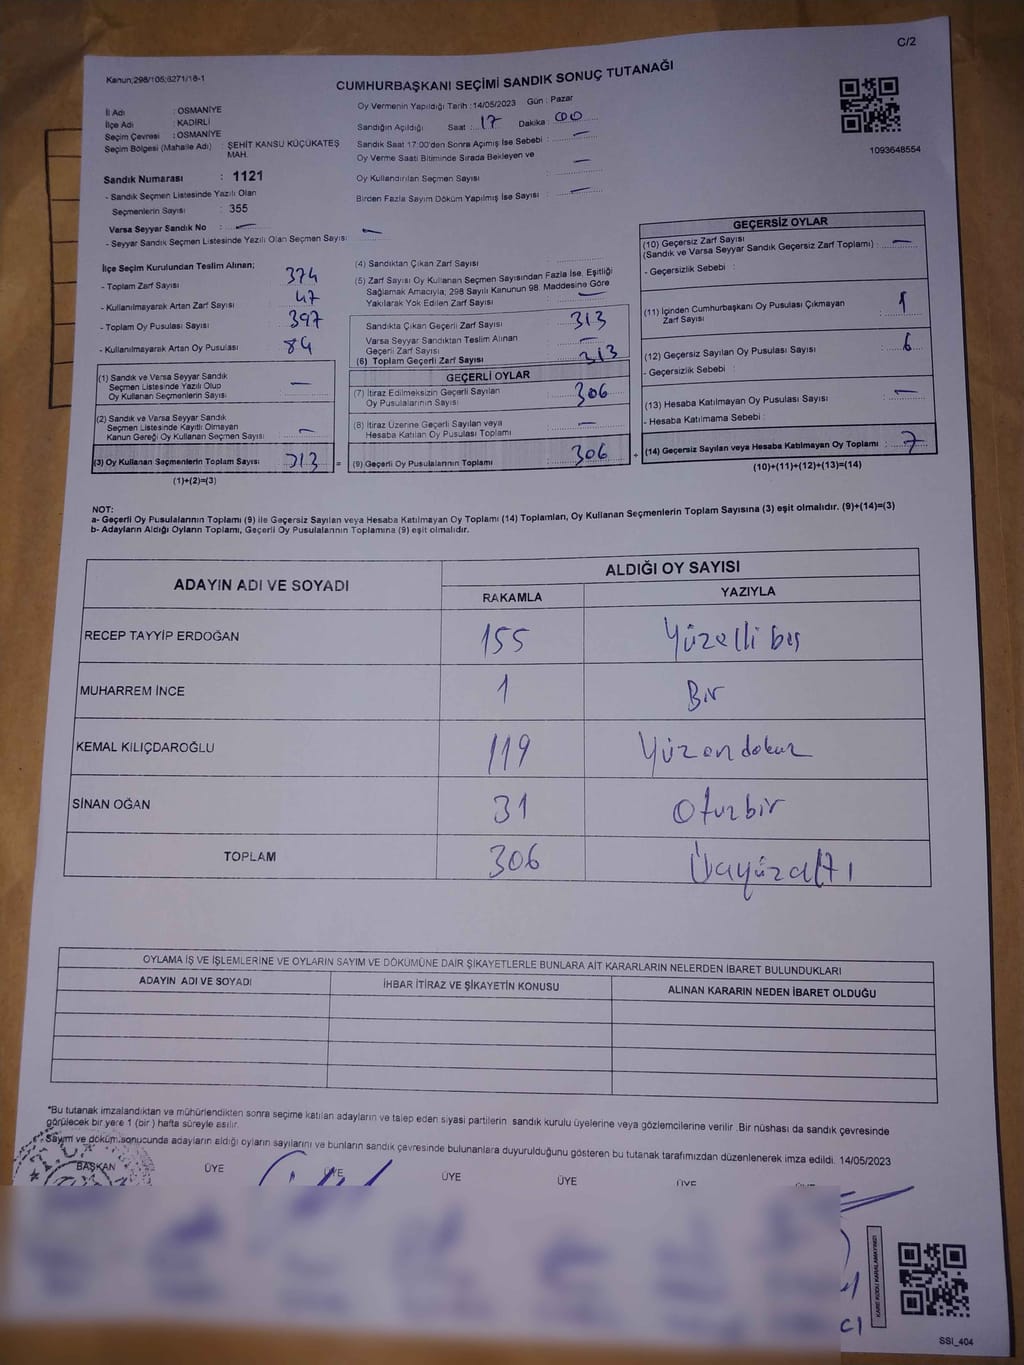 C/2
Kanun;298/105;6271/16-1
CUMHURBAŞKANI SEÇİMİ SANDIK SONUÇ TUTANAĞI
İl Adı : OSMANİYE
İlçe Adı : KADİRLİ
Seçim Çevresi : OSMANİYE
Seçim Bölgesi (Mahalle Adı) : ŞEHİT KANSU KÜÇÜKATEŞ
MAH.
Sandık Numarası : 1121
- Sandık Seçmen Listesinde Yazılı Olan
Seçmenlerin Sayısı : 355
Varsa Seyyar Sandık No : —
- Seyyar Sandık Seçmen Listesinde Yazılı Olan Seçmen Sayısı : —
Oy Vermenin Yapıldığı Tarih : 14/05/2023 Gün : Pazar
Sandığın Açıldığı Saat : 17 Dakika : 00
Sandık Saat 17:00'den Sonra Açılmış İse Sebebi : —
Oy Verme Saati Bitiminde Sırada Bekleyen ve
Oy Kullandırılan Seçmen Sayısı : —
Birden Fazla Sayım Döküm Yapılmış İse Sayısı : —
1093648554
İlçe Seçim Kurulundan Teslim Alınan;
- Toplam Zarf Sayısı : 374
- Kullanılmayarak Artan Zarf Sayısı : 47
- Toplam Oy Pusulası Sayısı : 397
- Kullanılmayarak Artan Oy Pusulası : 84
(1) Sandık ve Varsa Seyyar Sandık
Seçmen Listesinde Yazılı Olup
Oy Kullanan Seçmenlerin Sayısı : —
(2) Sandık ve Varsa Seyyar Sandık
Seçmen Listesinde Kayıtlı Olmayan
Kanun Gereği Oy Kullanan Seçmen Sayısı : —
(3) Oy Kullanan Seçmenlerin Toplam Sayısı : 313
(1)+(2)=(3)
(4) Sandıktan Çıkan Zarf Sayısı :
(5) Zarf Sayısı Oy Kullanan Seçmen Sayısından Fazla İse, Eşitliği
Sağlamak Amacıyla; 298 Sayılı Kanunun 98. Maddesine Göre
Yakılarak Yok Edilen Zarf Sayısı : —
Sandıkta Çıkan Geçerli Zarf Sayısı : 313
Varsa Seyyar Sandıktan Teslim Alınan
Geçerli Zarf Sayısı : —
(6) Toplam Geçerli Zarf Sayısı : 313
GEÇERLİ OYLAR
(7) İtiraz Edilmeksizin Geçerli Sayılan
Oy Pusulalarının Sayısı : 306
(8) İtiraz Üzerine Geçerli Sayılan veya
Hesaba Katılan Oy Pusulası Toplamı : —
= (9) Geçerli Oy Pusulalarının Toplamı : 306
GEÇERSİZ OYLAR
(10) Geçersiz Zarf Sayısı
(Sandık ve Varsa Seyyar Sandık Geçersiz Zarf Toplamı) : —
- Geçersizlik Sebebi :
(11) İçinden Cumhurbaşkanı Oy Pusulası Çıkmayan
Zarf Sayısı : 1
(12) Geçersiz Sayılan Oy Pusulası Sayısı : 6
- Geçersizlik Sebebi :
(13) Hesaba Katılmayan Oy Pusulası Sayısı : —
- Hesaba Katılmama Sebebi :
+ (14) Geçersiz Sayılan veya Hesaba Katılmayan Oy Toplamı : 7
(10)+(11)+(12)+(13)=(14)
NOT:
a- Geçerli Oy Pusulalarının Toplamı (9) ile Geçersiz Sayılan veya Hesaba Katılmayan Oy Toplamı (14) Toplamları, Oy Kullanan Seçmenlerin Toplam Sayısına (3) eşit olmalıdır. (9)+(14)=(3)
b- Adayların Aldığı Oyların Toplamı, Geçerli Oy Pusulalarının Toplamına (9) eşit olmalıdır.
ADAYIN ADI VE SOYADI ALDIĞI OY SAYISI
RAKAMLA YAZIYLA
RECEP TAYYİP ERDOĞAN 155 Yüzelli beş
MUHARREM İNCE 1 Bir
KEMAL KILIÇDAROĞLU 119 Yüzondokuz
SİNAN OĞAN 31 Otuzbir
TOPLAM 306 Üçyüzaltı
OYLAMA İŞ VE İŞLEMLERİNE VE OYLARIN SAYIM VE DÖKÜMÜNE DAİR ŞİKAYETLERLE BUNLARA AİT KARARLARIN NELERDEN İBARET BULUNDUKLARI
ADAYIN ADI VE SOYADI İHBAR İTİRAZ VE ŞİKAYETİN KONUSU ALINAN KARARIN NEDEN İBARET OLDUĞU
*Bu tutanak imzalandıktan ve mühürlendikten sonra seçime katılan adayların ve talep eden siyasi partilerin sandık kurulu üyelerine veya gözlemcilerine verilir .Bir nüshası da sandık çevresinde
görülecek bir yere 1 (bir ) hafta süreyle asılır.
Sayım ve döküm sonucunda adayların aldığı oyların sayılarını ve bunların sandık çevresinde bulunanlara duyurulduğunu gösteren bu tutanak tarafımızdan düzenlenerek imza edildi. 14/05/2023
BAŞKAN ÜYE ÜYE ÜYE ÜYE ÜYE
KARE KODU KARALAMAYINIZ!
SSI_404